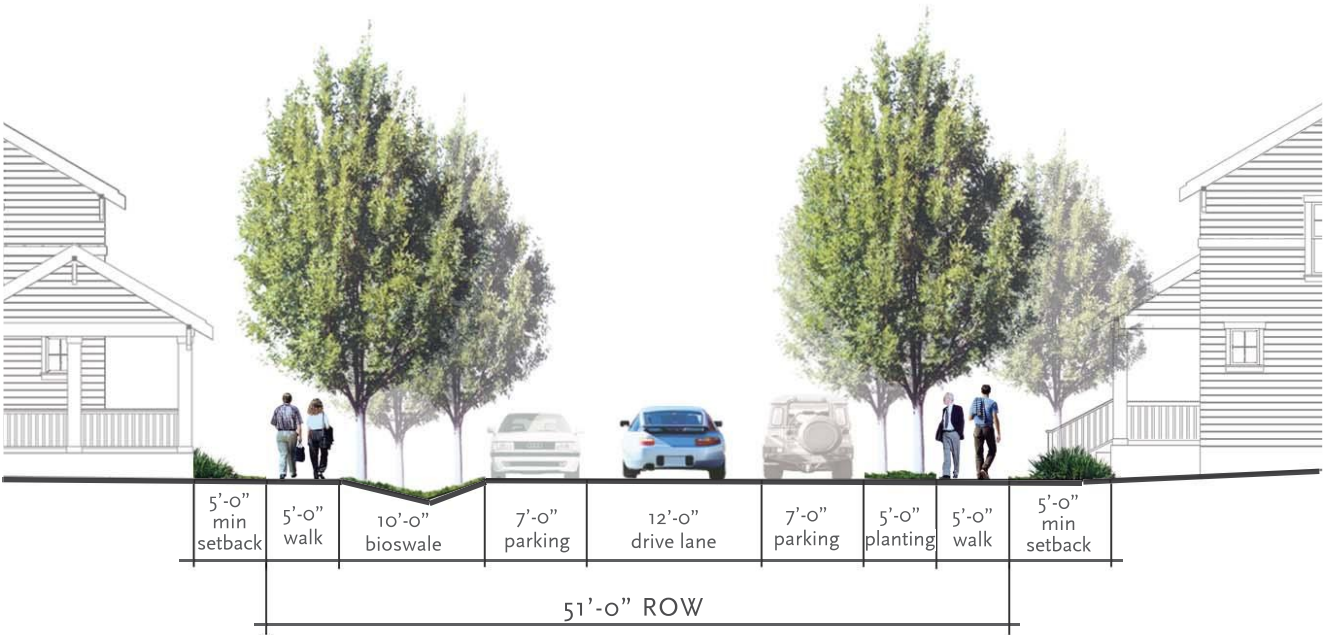 5'-0"
min
setback
5'-0"
walk
10'-0"
bioswale
7'-0"
parking
12'-0"
drive lane
7'-0"
parking
5'-0"
planting
5'-0"
walk
5'-0"
min
setback
51'-0" ROW